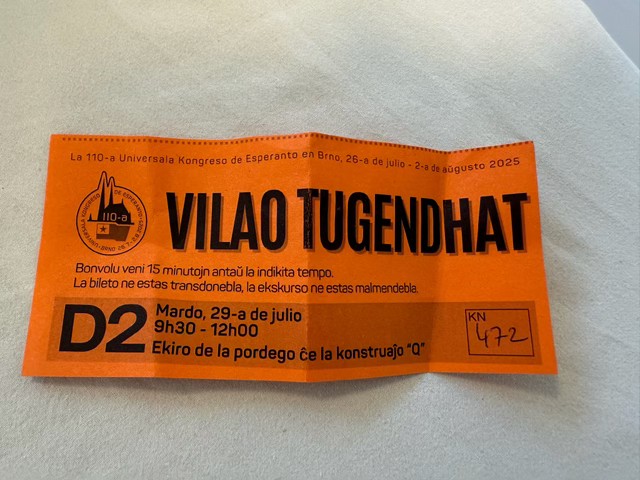 La 110-a Universala Kongreso de Esperanto en Brno, 26-a de julio - 2-a de aŭgusto 2025
110-a
VILAO TUGENDHAT
Bonvolu veni 15 minutojn antaŭ la indikita tempo.
La bileto ne estas transdonebla, la ekskurso ne estas malmendebla.
D2
Mardo, 29-a de julio
9h30 - 12h00
Ekiro de la pordego ĉe la konstruaĵo "Q"
KN
472